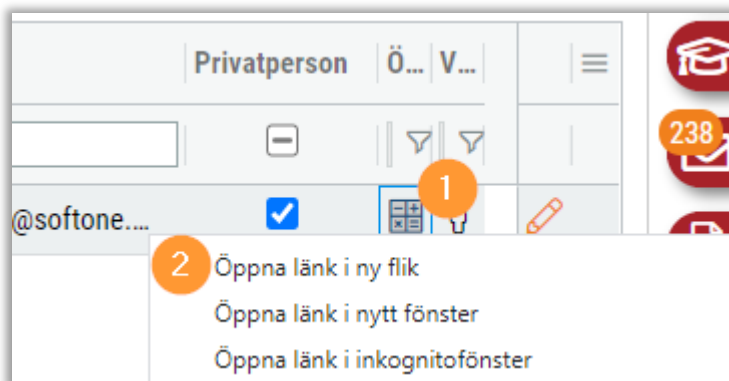 Privatperson Ö... V...
238
1
@softone....
2 Öppna länk i ny flik
Öppna länk i nytt fönster
Öppna länk i inkognitofönster